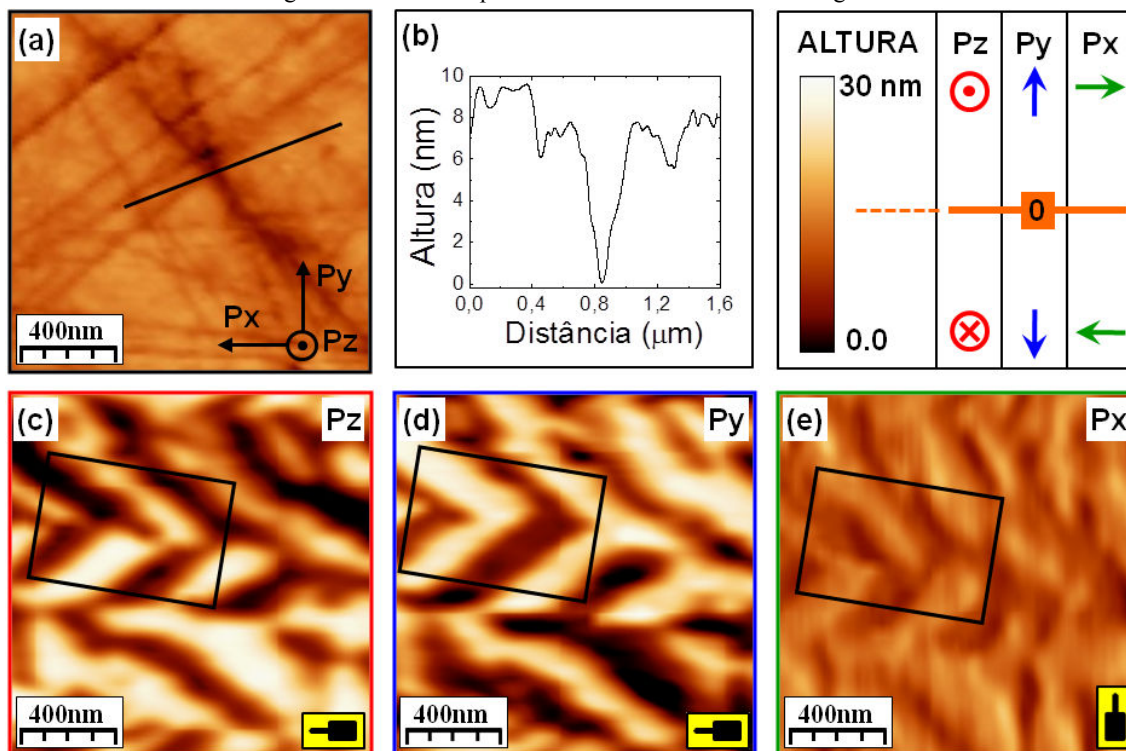 (a)
Py
Px
Pz
400nm
(b)
Altura (nm)
10
8
6
4
2
0
0,0 0,4 0,8 1,2 1,6
Distância (μm)
ALTURA Pz Py Px
30 nm
0
0.0
(c) Pz
400nm
(d) Py
400nm
(e) Px
400nm